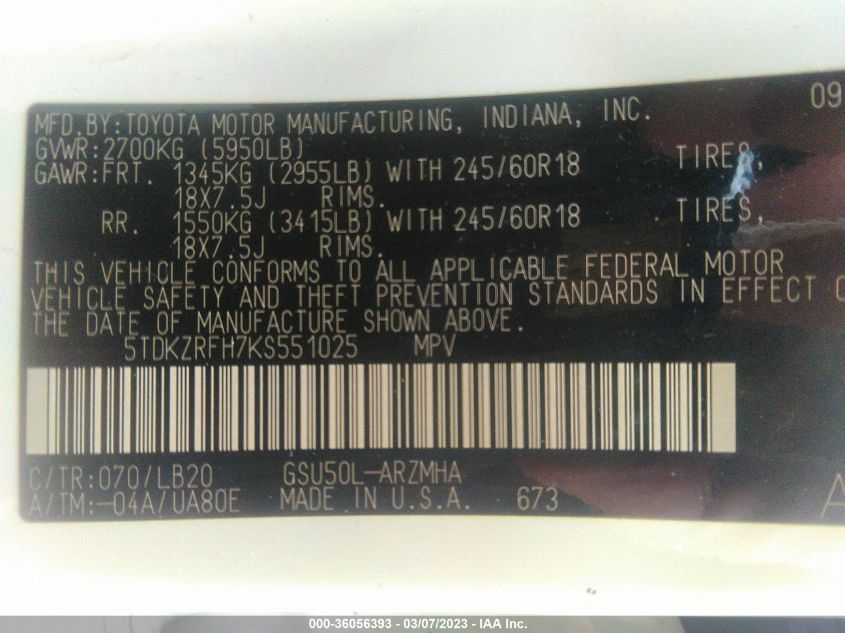 09
MFD.BY:TOYOTA MOTOR MANUFACTURING, INDIANA, INC.
GVWR:2700KG (5950LB)
GAWR:FRT. 1345KG (2955LB) WITH 245/60R18 TIRES,
18X7.5J RIMS.
RR. 1550KG (3415LB) WITH 245/60R18 TIRES,
18X7.5J RIMS.
THIS VEHICLE CONFORMS TO ALL APPLICABLE FEDERAL MOTOR
VEHICLE SAFETY AND THEFT PREVENTION STANDARDS IN EFFECT O
THE DATE OF MANUFACTURE SHOWN ABOVE.
5TDKZRFH7KS551025 MPV
C/TR:070/LB20 GSU50L-ARZMHA
A/TM:-04A/UA80E MADE IN U.S.A. 673 A
000-36056393 - 03/07/2023 - IAA Inc.